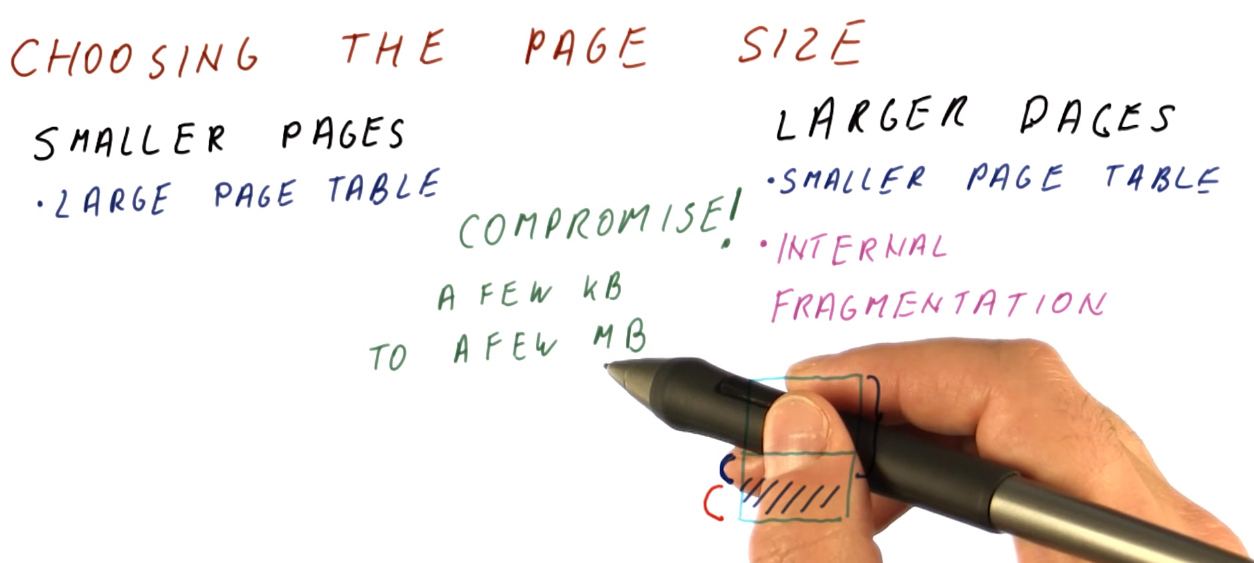 CHOOSING THE PAGE SIZE
SMALLER PAGES
• LARGE PAGE TABLE
COMPROMISE!
A FEW KB
TO A FEW MB
LARGER PAGES
• SMALLER PAGE TABLE
• INTERNAL
FRAGMENTATION